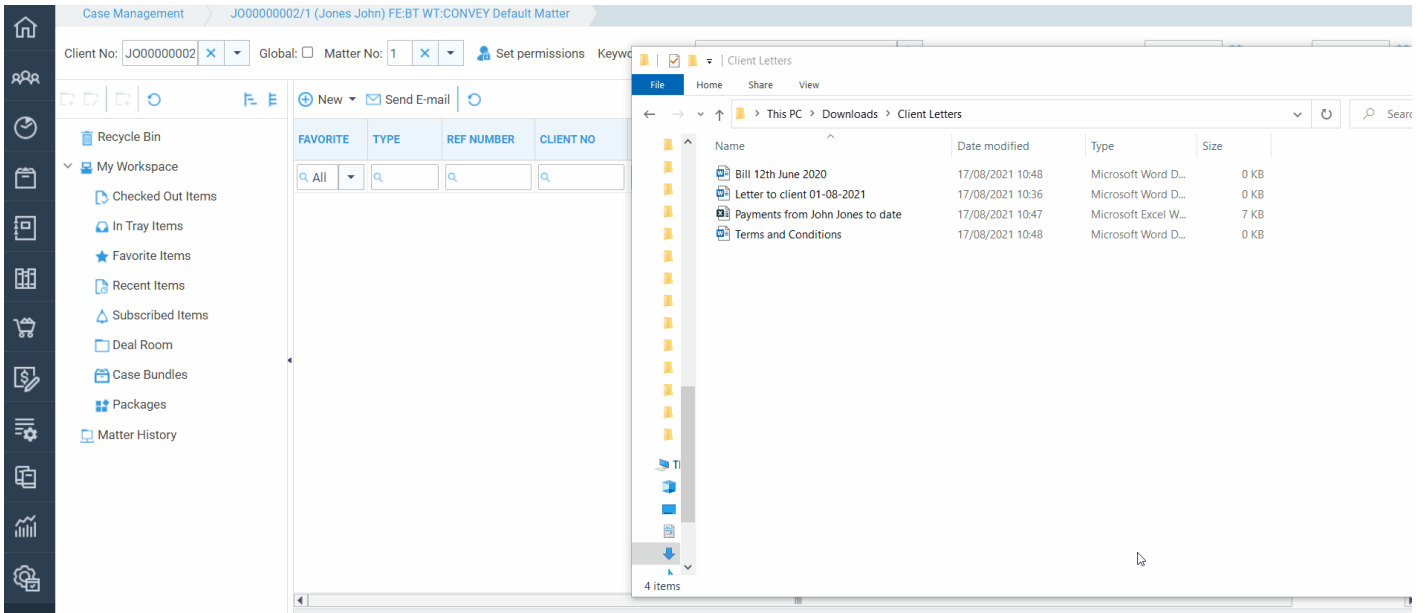 Case Management
JO00000002/1 (Jones John) FE:BT WT:CONVEY Default Matter
Client No: JO00000002 Global: Matter No: 1 Set permissions
New Send E-mail
FAVORITE TYPE REF NUMBER CLIENT NO
All
Recycle Bin
My Workspace
Checked Out Items
In Tray Items
Favorite Items
Recent Items
Subscribed Items
Deal Room
Case Bundles
Packages
Matter History
Client Letters
File Home Share View
This PC > Downloads > Client Letters
Name Date modified Type Size
Bill 12th June 2020 17/08/2021 10:48 Microsoft Word D... 0 KB
Letter to client 01-08-2021 17/08/2021 10:36 Microsoft Word D... 0 KB
Payments from John Jones to date 17/08/2021 10:47 Microsoft Excel W... 7 KB
Terms and Conditions 17/08/2021 10:48 Microsoft Word D... 0 KB
4 items